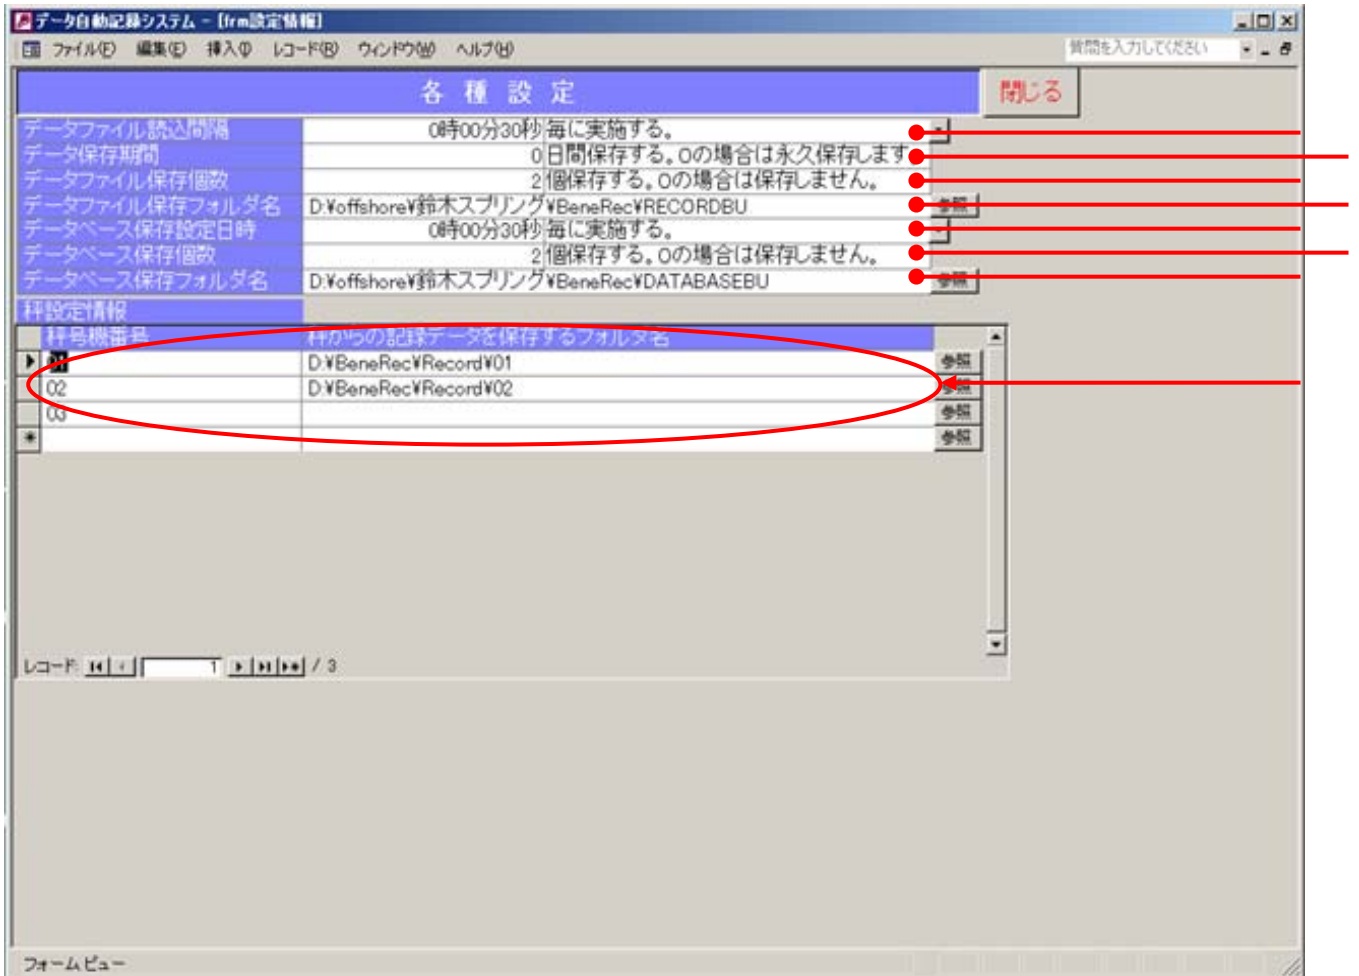 データ自動記録システム - [frm設定情報]
ファイル(F) 編集(E) 挿入(I) レコード(R) ウィンドウ(W) ヘルプ(H) 質問を入力してください
各種設定 閉じる
データファイル読込間隔 0時00分30秒 毎に実施する。
データ保存期間 0 日間保存する。0の場合は永久保存します
データファイル保存個数 2 個保存する。0の場合は保存しません。
データファイル保存フォルダ名 D:¥offshore¥鈴木スプリング¥BeneRec¥RECORDBU 参照
データベース保存設定日時 0時00分30秒 毎に実施する。
データベース保存個数 2 個保存する。0の場合は保存しません。
データベース保存フォルダ名 D:¥offshore¥鈴木スプリング¥BeneRec¥DATABASEBU 参照
秤設定情報
秤号機番号 秤からの記録データを保存するフォルダ名
01 D:¥BeneRec¥Record¥01 参照
02 D:¥BeneRec¥Record¥02 参照
03 参照
参照
レコード: 1 / 3
フォーム ビュー